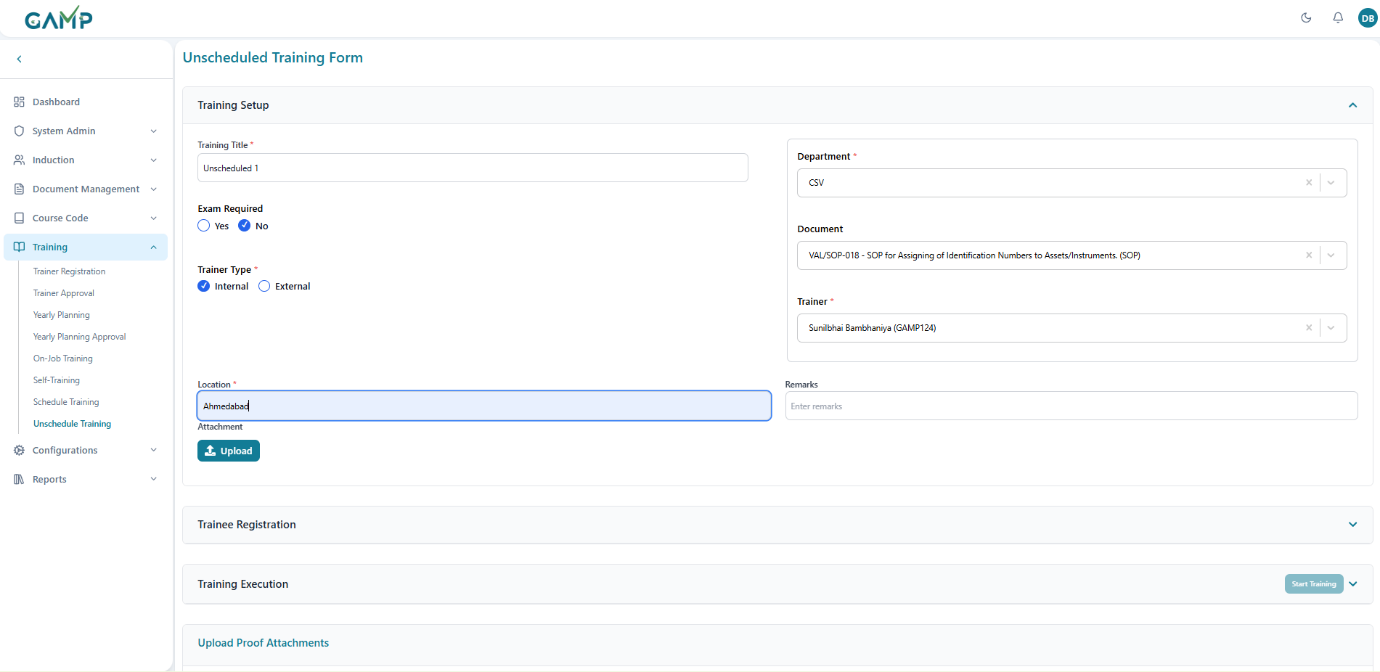 GAMP
DB
Unscheduled Training Form
Dashboard
System Admin
Induction
Document Management
Course Code
Training
Trainer Registration
Trainer Approval
Yearly Planning
Yearly Planning Approval
On-Job Training
Self-Training
Schedule Training
Unschedule Training
Configurations
Reports
Training Setup
Training Title *
Unscheduled 1
Exam Required
Yes No
Trainer Type *
Internal External
Department *
CSV
Document
VAL/SOP-018 - SOP for Assigning of Identification Numbers to Assets/Instruments. (SOP)
Trainer *
Sunilbhai Bambhaniya (GAMP124)
Location *
Ahmedabad
Remarks
Enter remarks
Attachment
Upload
Trainee Registration
Training Execution
Start Training
Upload Proof Attachments